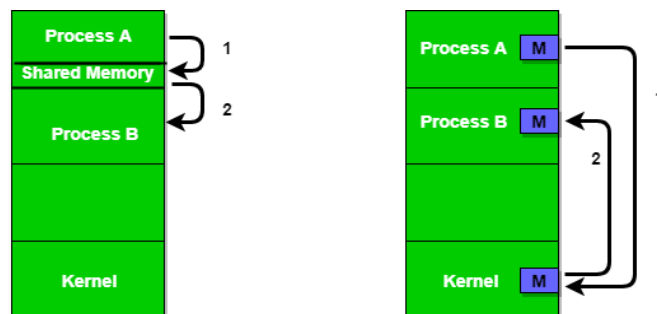 Process A
1
Shared Memory
2
Process B
Kernel
Process A M
Process B M
2
Kernel M